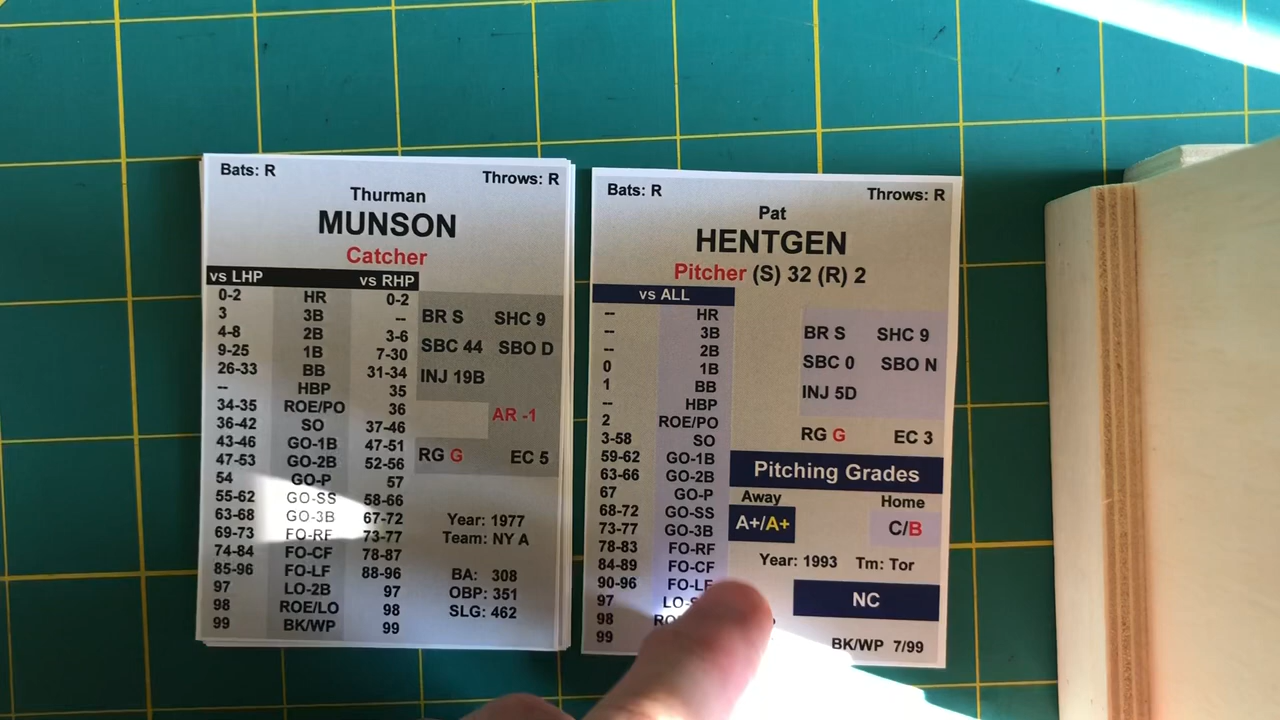 Bats: R Throws: R
Thurman
MUNSON
Catcher
vs LHP vs RHP
0-2 HR 0-2
3 3B --
4-8 2B 3-6
9-25 1B 7-30
26-33 BB 31-34
-- HBP 35
34-35 ROE/PO 36
36-42 SO 37-46
43-46 GO-1B 47-51
47-53 GO-2B 52-56
54 GO-P 57
55-62 GO-SS 58-66
63-68 GO-3B 67-72
69-73 FO-RF 73-77
74-84 FO-CF 78-87
85-96 FO-LF 88-96
97 LO-2B 97
98 ROE/LO 98
99 BK/WP 99
BR S SHC 9
SBC 44 SBO D
INJ 19B
AR -1
RG G EC 5
Year: 1977
Team: NY A
BA: 308
OBP: 351
SLG: 462
Bats: R Throws: R
Pat
HENTGEN
Pitcher (S) 32 (R) 2
vs ALL
-- HR
-- 3B
-- 2B
0 1B
1 BB
-- HBP
2 ROE/PO
3-58 SO
59-62 GO-1B
63-66 GO-2B
67 GO-P
68-72 GO-SS
73-77 GO-3B
78-83 FO-RF
84-89 FO-CF
90-96 FO-LF
97
98
99
BR S SHC 9
SBC 0 SBO N
INJ 5D
RG G EC 3
Pitching Grades
Away Home
A+/A+ C/B
Year: 1993 Tm: Tor
NC
BK/WP 7/99